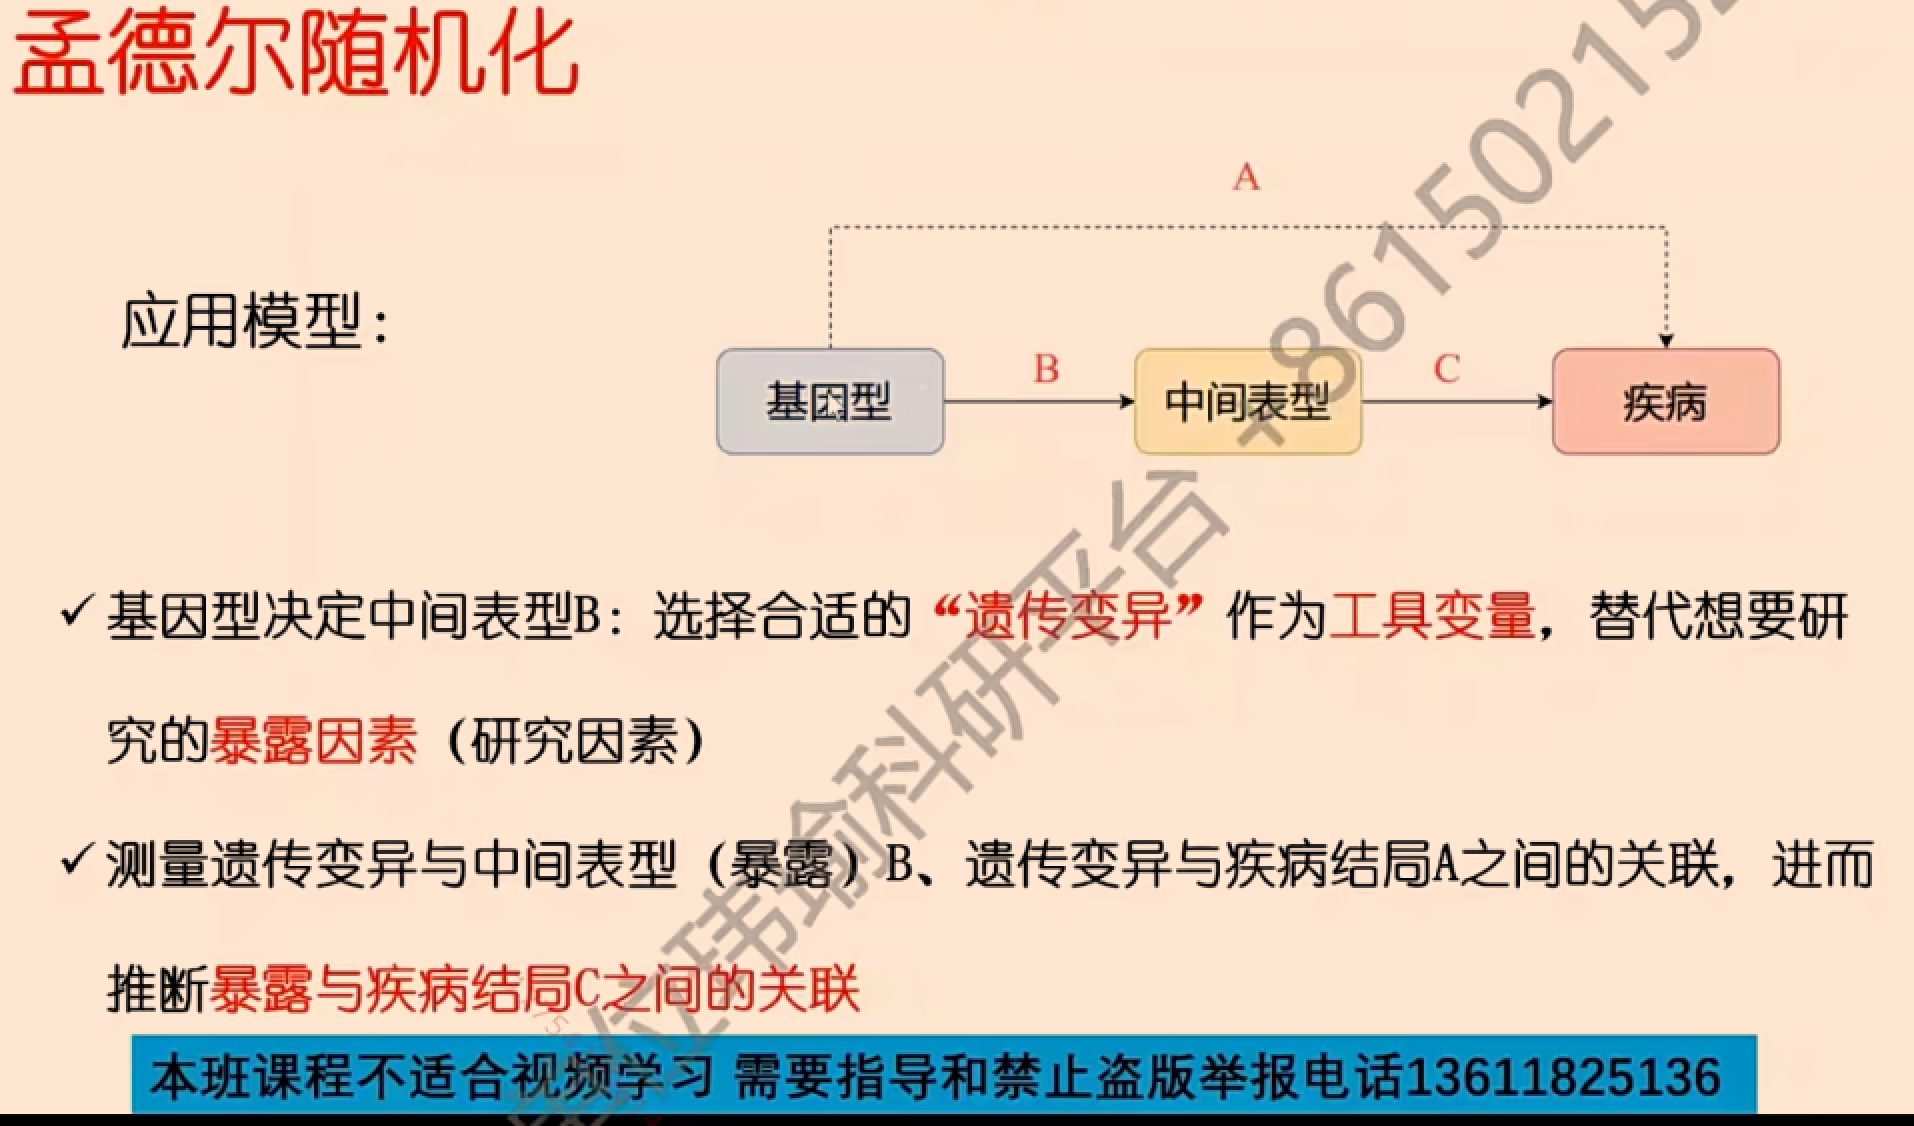 孟德尔随机化
A
应用模型：
基因型
B
中间表型
C
疾病
✓基因型决定中间表型B：选择合适的“遗传变异”作为工具变量，替代想要研
究的暴露因素（研究因素）
✓测量遗传变异与中间表型（暴露）B、遗传变异与疾病结局A之间的关联，进而
推断暴露与疾病结局C之间的关联
本班课程不适合视频学习 需要指导和禁止盗版举报电话13611825136
玮瑜科研平台 +861502152